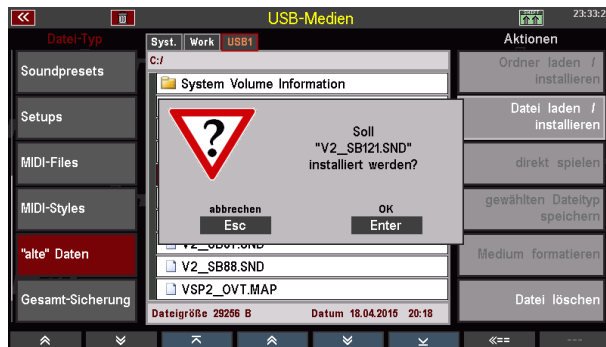 USB-Medien
SHIFT
23:33:2
Datei-Typ
Syst. Work USB1
Aktionen
C:/
Soundpresets
System Volume Information
Ordner laden / installieren
Setups
Datei laden / installieren
Soll
"V2__SB121.SND"
installiert werden?
MIDI-Files
direkt spielen
MIDI-Styles
abbrechen
OK
Esc
Enter
gewählten Dateityp speichern
"alte" Daten
V2__SB88.SND
Medium formatieren
VSP2_OVT.MAP
Gesamt-Sicherung
Datei löschen
Dateigröße 29256 B Datum 18.04.2015 20:18
«==
---